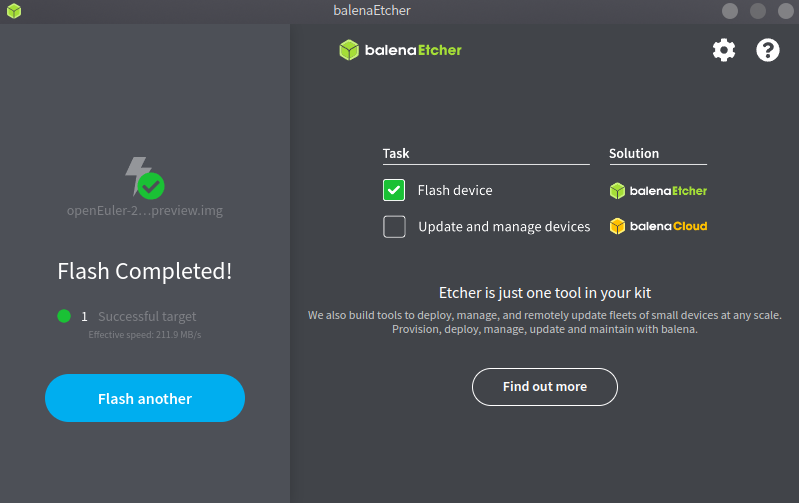 balenaEtcher
balenaEtcher
openEuler-2...preview.img
Flash Completed!
1 Successful target
Effective speed: 211.9 MB/s
Flash another
Task Solution
Flash device balenaEtcher
Update and manage devices balenaCloud
Etcher is just one tool in your kit
We also build tools to deploy, manage, and remotely update fleets of small devices at any scale.
Provision, deploy, manage, update and maintain with balena.
Find out more